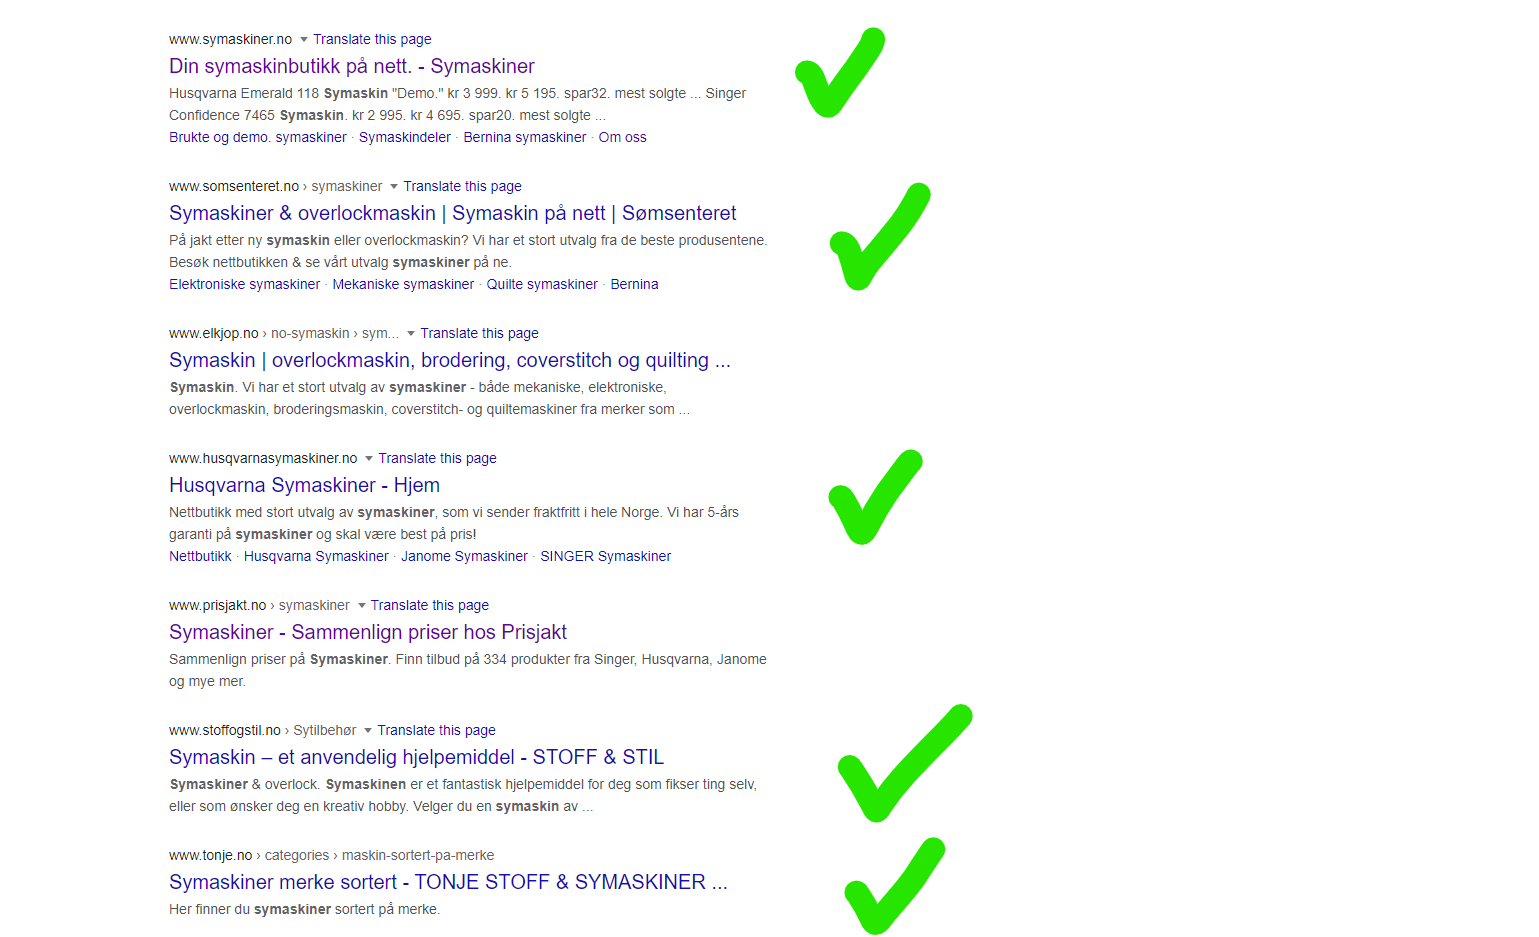 www.symaskiner.no ▾ Translate this page
Din symaskinbutikk på nett. - Symaskiner
Husqvarna Emerald 118 Symaskin "Demo." kr 3 999. kr 5 195. spar32. mest solgte ... Singer
Confidence 7465 Symaskin. kr 2 995. kr 4 695. spar20. mest solgte ...
Brukte og demo. symaskiner · Symaskindeler · Bernina symaskiner · Om oss
www.somsenteret.no › symaskiner ▾ Translate this page
Symaskiner & overlockmaskin | Symaskin på nett | Sømsenteret
På jakt etter ny symaskin eller overlockmaskin? Vi har et stort utvalg fra de beste produsentene.
Besøk nettbutikken & se vårt utvalg symaskiner på ne.
Elektroniske symaskiner · Mekaniske symaskiner · Quilte symaskiner · Bernina
www.elkjop.no › no-symaskin › sym... ▾ Translate this page
Symaskin | overlockmaskin, brodering, coverstitch og quilting ...
Symaskin. Vi har et stort utvalg av symaskiner - både mekaniske, elektroniske,
overlockmaskin, broderingsmaskin, coverstitch- og quiltemaskiner fra merker som ...
www.husqvarnasymaskiner.no ▾ Translate this page
Husqvarna Symaskiner - Hjem
Nettbutikk med stort utvalg av symaskiner, som vi sender fraktfritt i hele Norge. Vi har 5-års
garanti på symaskiner og skal være best på pris!
Nettbutikk · Husqvarna Symaskiner · Janome Symaskiner · SINGER Symaskiner
www.prisjakt.no › symaskiner ▾ Translate this page
Symaskiner - Sammenlign priser hos Prisjakt
Sammenlign priser på Symaskiner. Finn tilbud på 334 produkter fra Singer, Husqvarna, Janome
og mye mer.
www.stoffogstil.no › Sytilbehør ▾ Translate this page
Symaskin – et anvendelig hjelpemiddel - STOFF & STIL
Symaskiner & overlock. Symaskinen er et fantastisk hjelpemiddel for deg som fikser ting selv,
eller som ønsker deg en kreativ hobby. Velger du en symaskin av ...
www.tonje.no › categories › maskin-sortert-pa-merke
Symaskiner merke sortert - TONJE STOFF & SYMASKINER ...
Her finner du symaskiner sortert på merke.